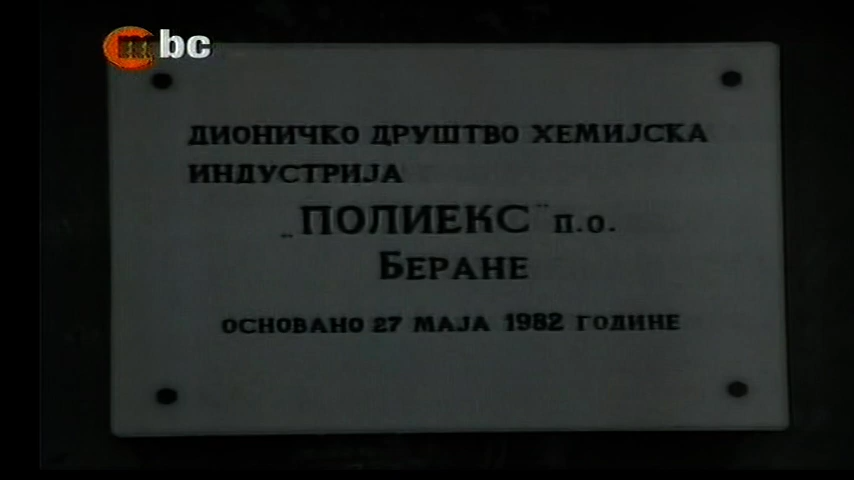 mbc
ДИОНИЧКО ДРУШТВО ХЕМИЈСКА
ИНДУСТРИЈА
„ПОЛИЕКС" П.О.
БЕРАНЕ
ОСНОВАНО 27 МАЈА 1982 ГОДИНЕ